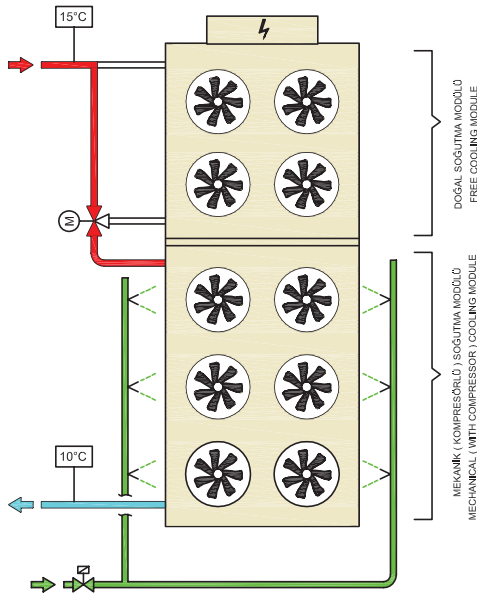 15°C
DOĞAL SOĞUTMA MODÜLÜ
FREE COOLING MODULE
M
MEKANİK ( KOMPRESÖRLÜ ) SOĞUTMA MODÜLÜ
MECHANICAL ( WITH COMPRESSOR ) COOLING MODULE
10°C